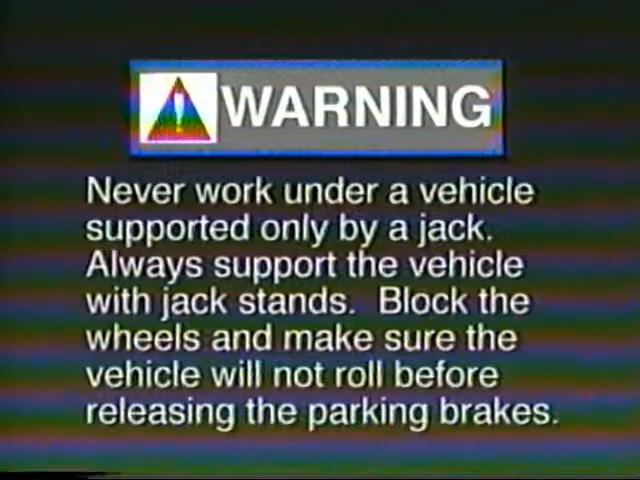 WARNING
Never work under a vehicle
supported only by a jack.
Always support the vehicle
with jack stands.  Block the
wheels and make sure the
vehicle will not roll before
releasing the parking brakes.